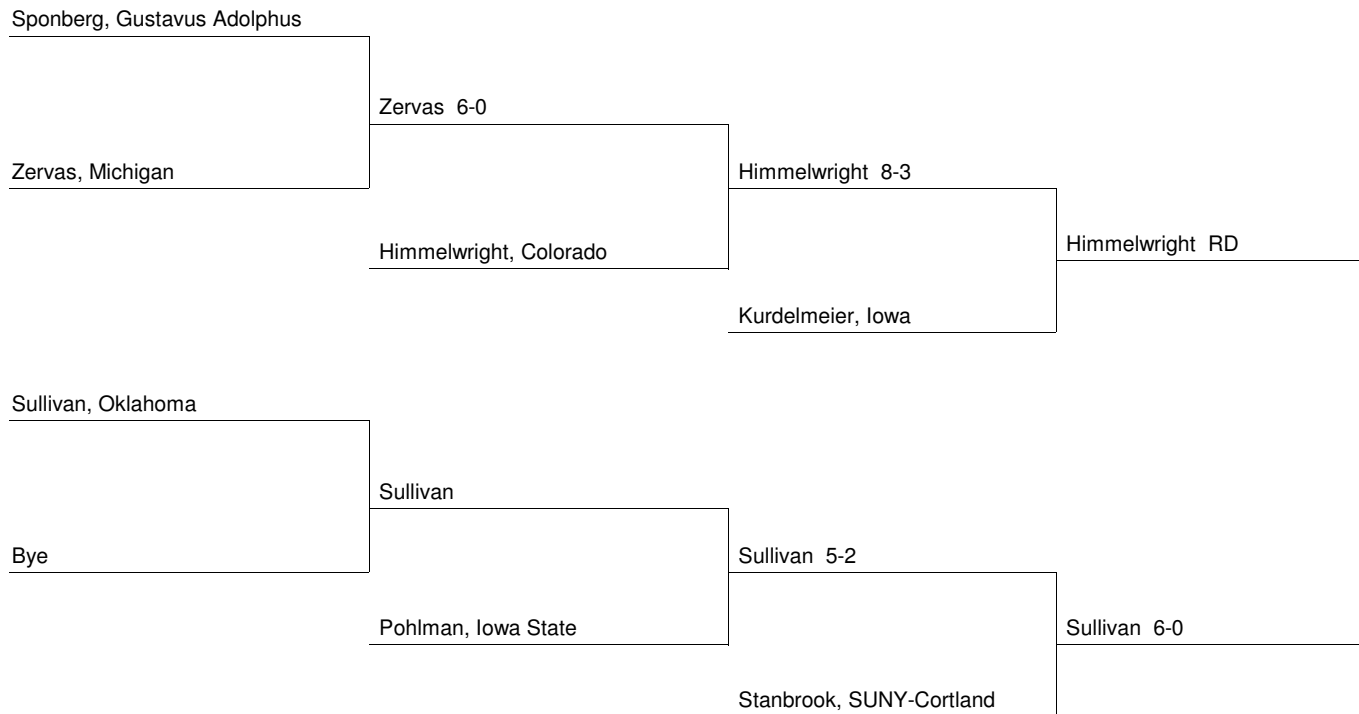 Sponberg, Gustavus Adolphus
Zervas 6-0
Zervas, Michigan
Himmelwright 8-3
Himmelwright, Colorado
Himmelwright RD
Kurdelmeier, Iowa
Sullivan, Oklahoma
Sullivan
Bye
Sullivan 5-2
Pohlman, Iowa State
Sullivan 6-0
Stanbrook, SUNY-Cortland